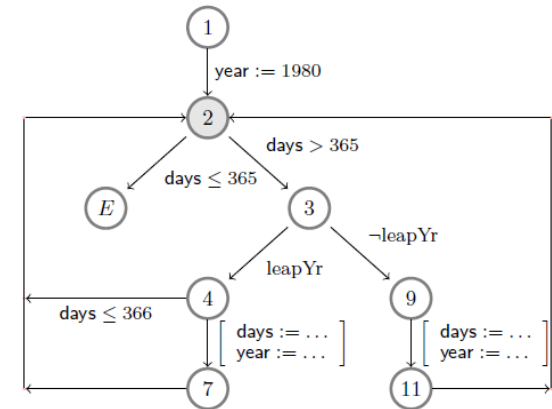 1
year := 1980
2
days > 365
days ≤ 365
E
3
¬leapYr
leapYr
4
9
days ≤ 366
days := ...
year := ...
days := ...
year := ...
7
11